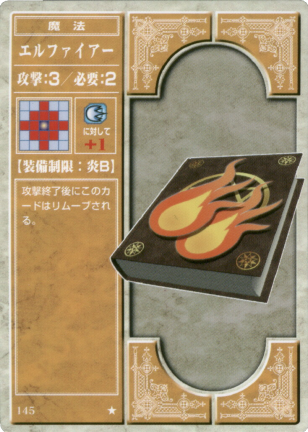 魔法
エルファイアー
攻撃:3／必要:2
に対して
+1
【装備制限：炎B】
攻撃終了後にこの
カードはリムーブされ
る。
145 ★